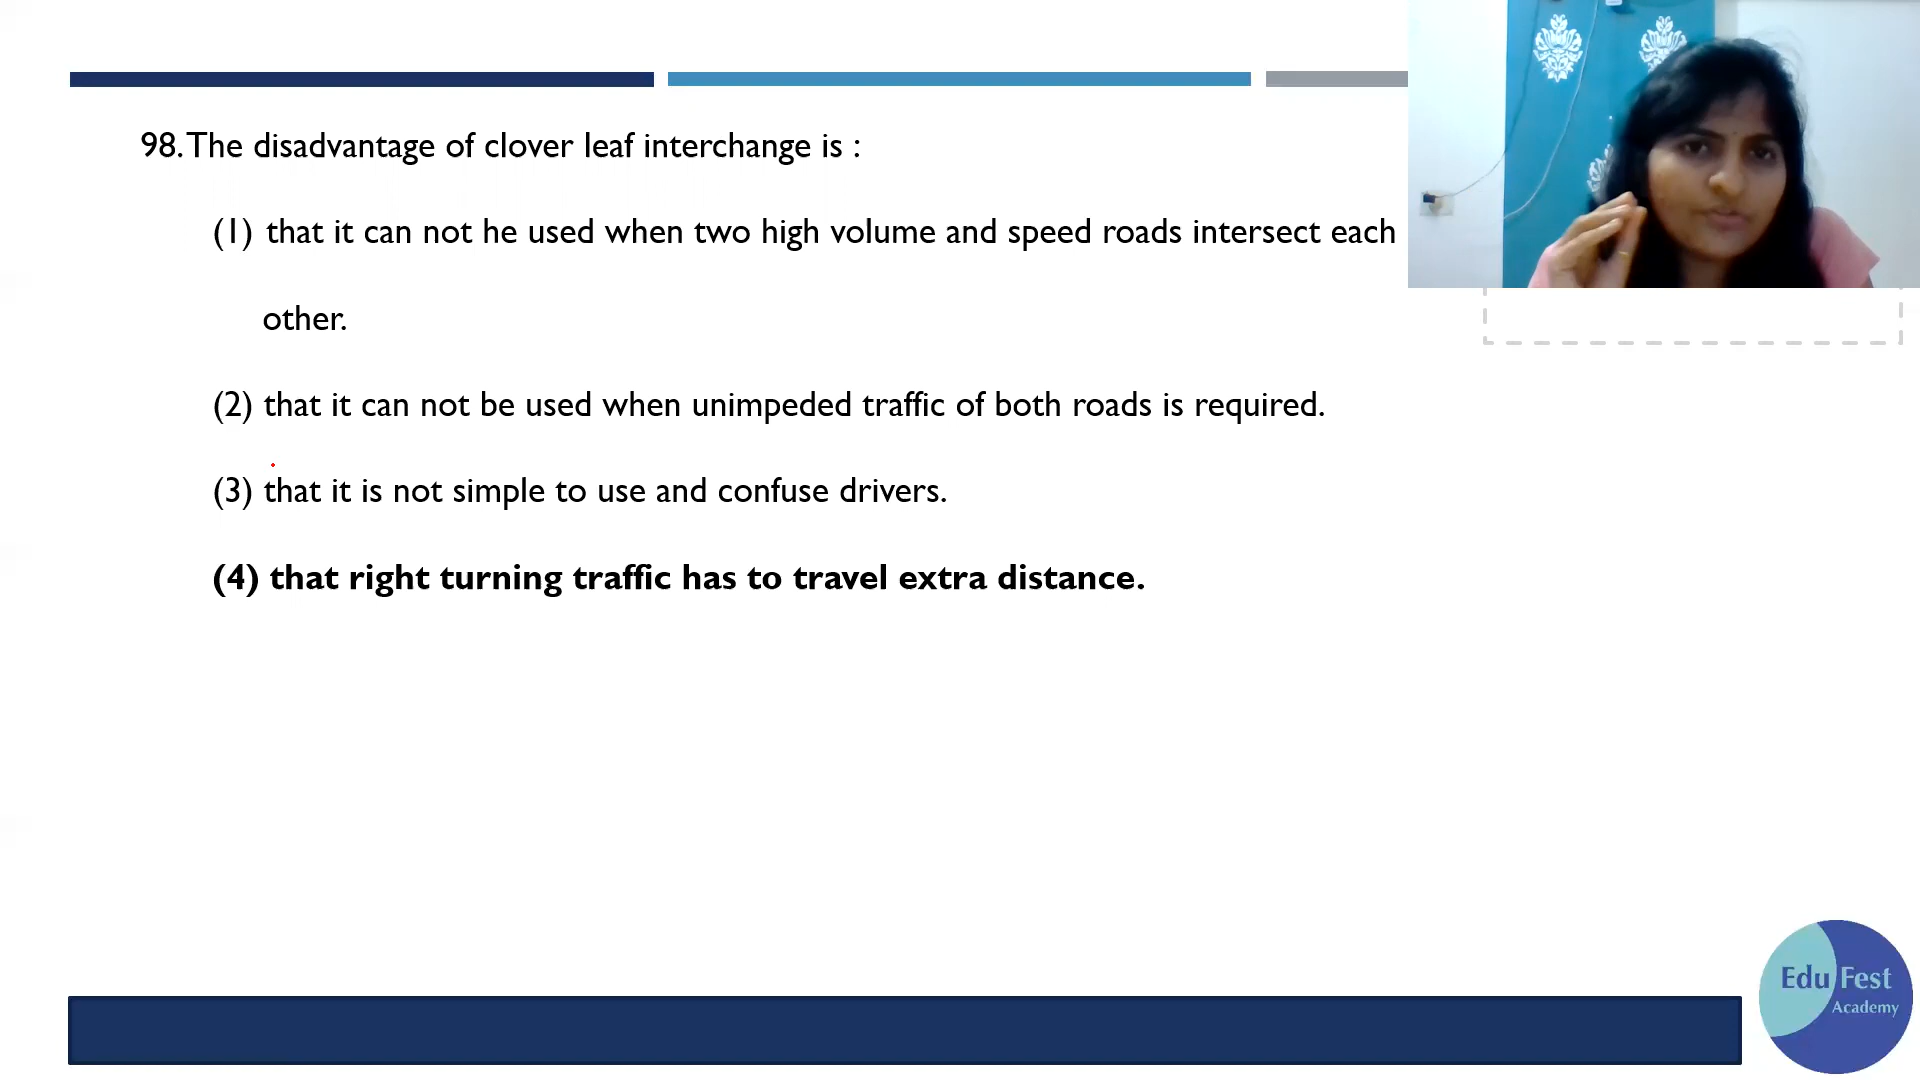 98. The disadvantage of clover leaf interchange is :
(1) that it can not he used when two high volume and speed roads intersect each
other.
(2) that it can not be used when unimpeded traffic of both roads is required.
(3) that it is not simple to use and confuse drivers.
(4) that right turning traffic has to travel extra distance.
Edu Fest
Academy